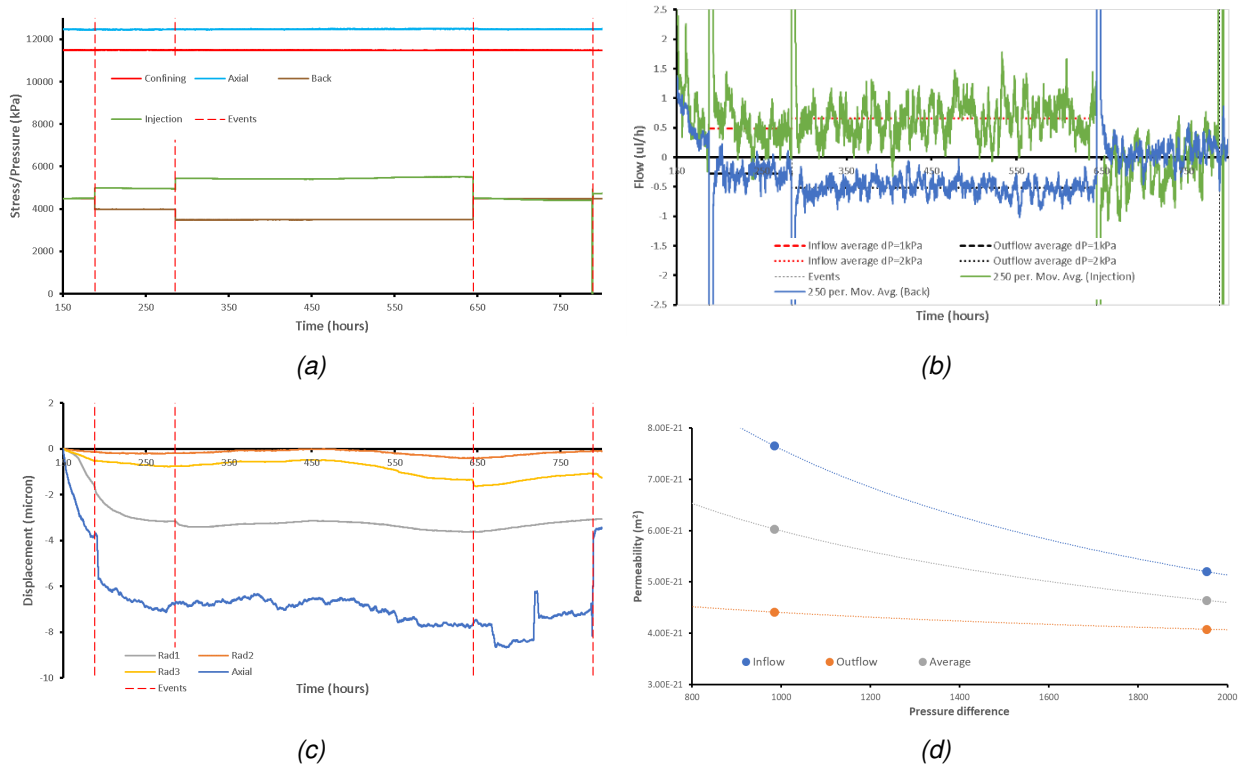 12000
10000
8000
6000
4000
2000
0
Stress/Pressure (kPa)
Confining
Axial
Back
Injection
Events
150
250
350
450
550
650
750
Time (hours)
(a)
2.5
2
1.5
1
0.5
0
-0.5
-1
-1.5
-2
-2.5
Flow (ul/h)
150
350
450
550
650
750
Inflow average dP=1kPa
Outflow average dP=1kPa
Inflow average dP=2kPa
Outflow average dP=2kPa
Events
250 per. Mov. Avg. (Injection)
250 per. Mov. Avg. (Back)
Time (hours)
(b)
2
0
-2
-4
-6
-8
-10
Displacement (micron)
150
250
350
450
550
650
750
Rad1
Rad2
Rad3
Axial
Events
Time (hours)
(c)
8.00E-21
7.00E-21
6.00E-21
5.00E-21
4.00E-21
3.00E-21
Permeability (m²)
Inflow
Outflow
Average
800
1000
1200
1400
1600
1800
2000
Pressure difference
(d)